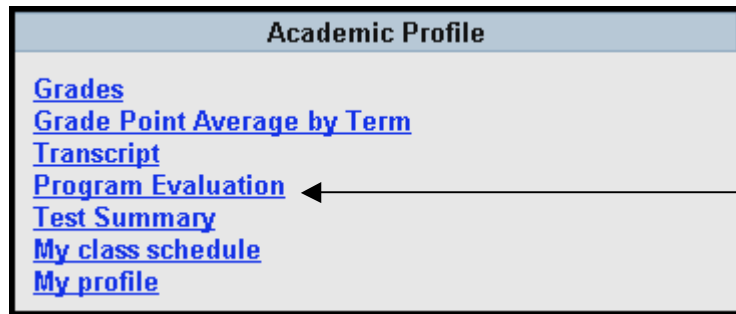 Academic Profile
Grades
Grade Point Average by Term
Transcript
Program Evaluation
Test Summary
My class schedule
My profile